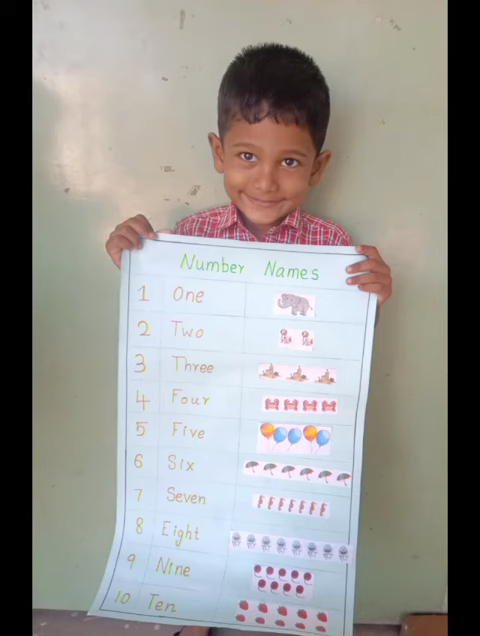 Number Names
1 One
2 Two
3 Three
4 Four
5 Five
6 Six
7 Seven
8 Eight
9 Nine
10 Ten